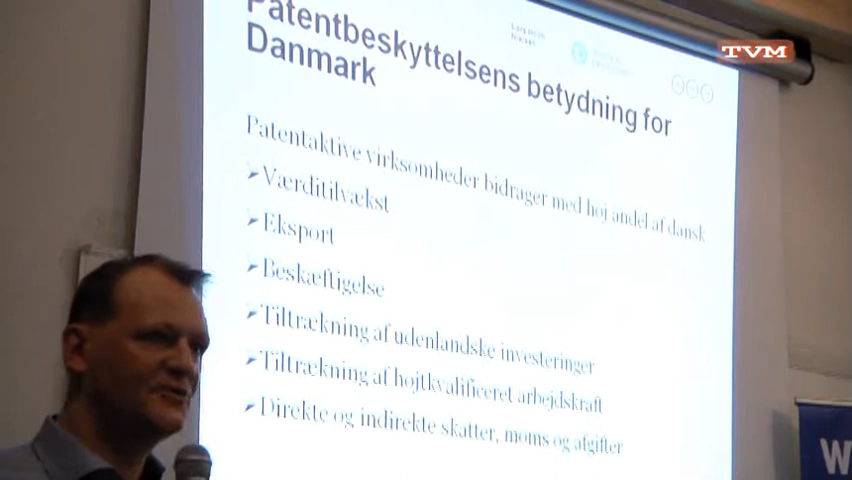 TVM
Patentbeskyttelsens betydning for
Danmark
Patentaktive virksomheder bidrager med høj andel af dansk
Værditilvækst
Eksport
Beskæftigelse
Tiltrækning af udenlandske investeringer
Tiltrækning af højtkvalificeret arbejdskraft
Direkte og indirekte skatter, moms og afgifter
W